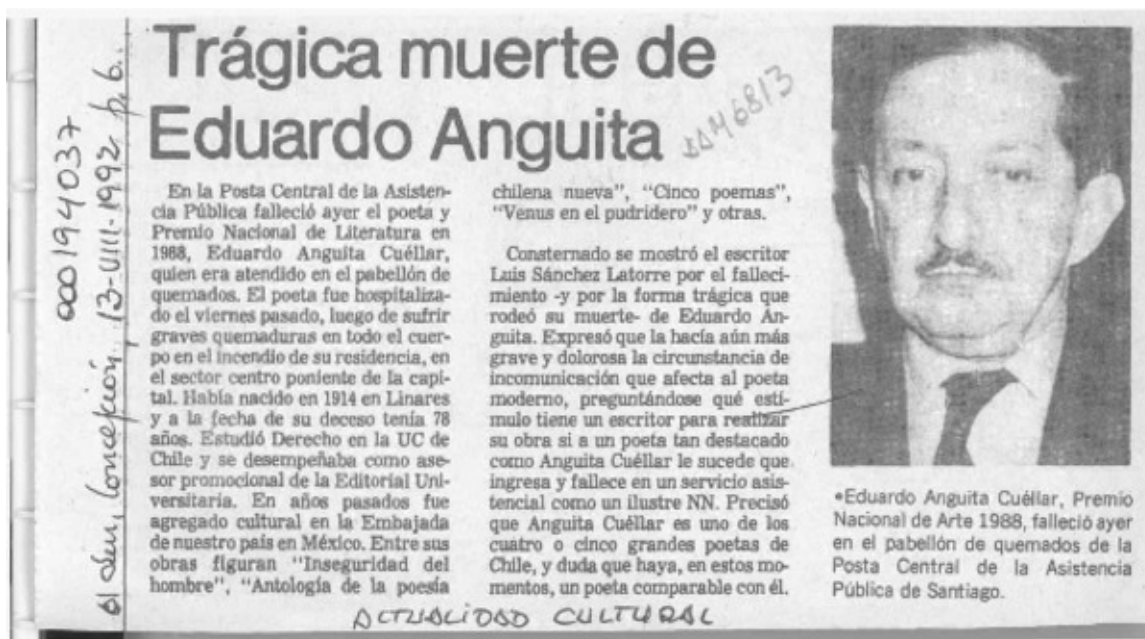 Trágica muerte de
Eduardo Anguita
En la Posta Central de la Asisten-
cia Pública falleció ayer el poeta y
Premio Nacional de Literatura en
1988, Eduardo Anguita Cuéllar,
quien era atendido en el pabellón de
quemados. El poeta fue hospitaliza-
do el viernes pasado, luego de sufrir
graves quemaduras en todo el cuer-
po en el incendio de su residencia, en
el sector centro poniente de la capi-
tal. Había nacido en 1914 en Linares
y a la fecha de su deceso tenía 78
años. Estudió Derecho en la UC de
Chile y se desempeñaba como ase-
sor promocional de la Editorial Uni-
versitaria. En años pasados fue
agregado cultural en la Embajada
de nuestro país en México. Entre sus
obras figuran "Inseguridad del
hombre", "Antología de la poesía
chilena nueva", "Cinco poemas",
"Venus en el pudridero" y otras.
Consternado se mostró el escritor
Luis Sánchez Latorre por el falleci-
miento -y por la forma trágica que
rodeó su muerte- de Eduardo An-
guita. Expresó que la hacía aún más
grave y dolorosa la circunstancia de
incomunicación que afecta al poeta
moderno, preguntándose qué estí-
mulo tiene un escritor para realizar
su obra si a un poeta tan destacado
como Anguita Cuéllar le sucede que
ingresa y fallece en un servicio asis-
tencial como un ilustre NN. Precisó
que Anguita Cuéllar es uno de los
cuatro o cinco grandes poetas de
Chile, y duda que haya, en estos mo-
mentos, un poeta comparable con él.
•Eduardo Anguita Cuéllar, Premio
Nacional de Arte 1988, falleció ayer
en el pabellón de quemados de la
Posta Central de la Asistencia
Pública de Santiago.
000194037
el Sur, Concepción, 13-VIII-1992 p. 6.
46813
ACTUALIDAD CULTURAL